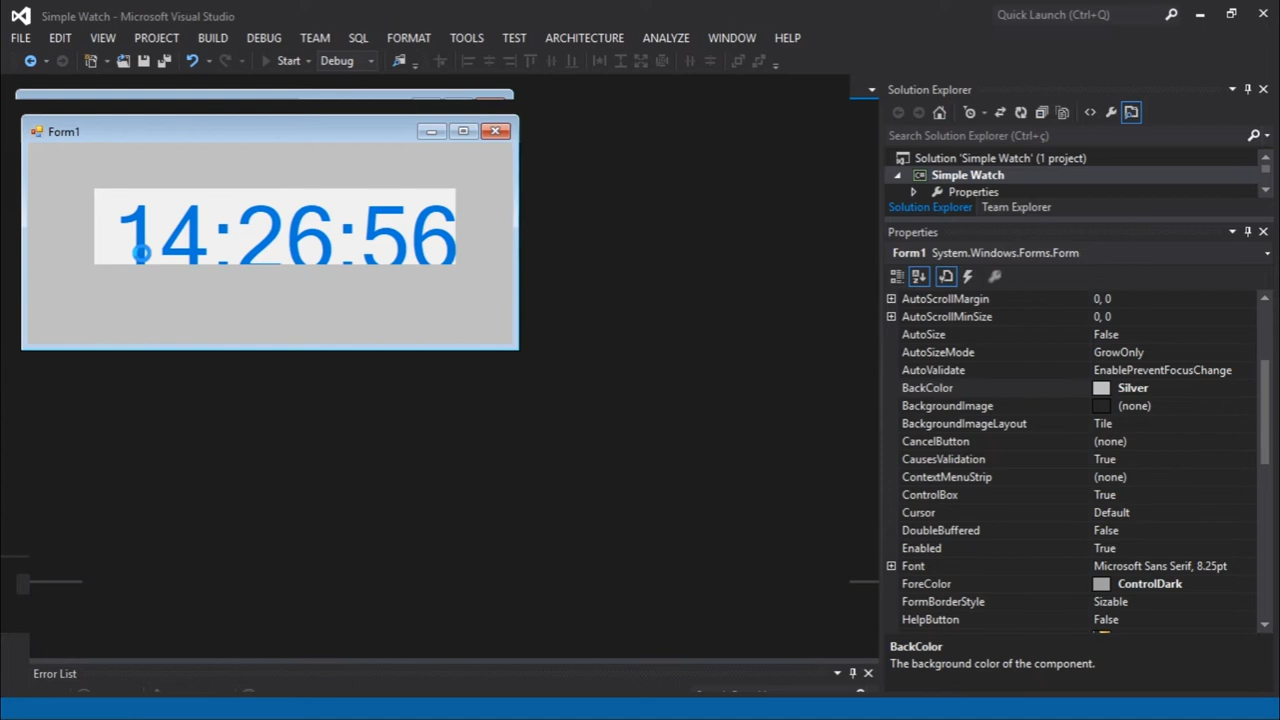 Simple Watch - Microsoft Visual Studio
Quick Launch (Ctrl+Q)
FILE EDIT VIEW PROJECT BUILD DEBUG TEAM SQL FORMAT TOOLS TEST ARCHITECTURE ANALYZE WINDOW HELP
Start Debug
Form1
14:26:56
Solution Explorer
Search Solution Explorer (Ctrl+ç)
Solution 'Simple Watch' (1 project)
C# Simple Watch
Properties
Solution Explorer Team Explorer
Properties
Form1 System.Windows.Forms.Form
AutoScrollMargin 0, 0
AutoScrollMinSize 0, 0
AutoSize False
AutoSizeMode GrowOnly
AutoValidate EnablePreventFocusChange
BackColor Silver
BackgroundImage (none)
BackgroundImageLayout Tile
CancelButton (none)
CausesValidation True
ContextMenuStrip (none)
ControlBox True
Cursor Default
DoubleBuffered False
Enabled True
Font Microsoft Sans Serif, 8.25pt
ForeColor ControlDark
FormBorderStyle Sizable
HelpButton False
BackColor
The background color of the component.
Error List